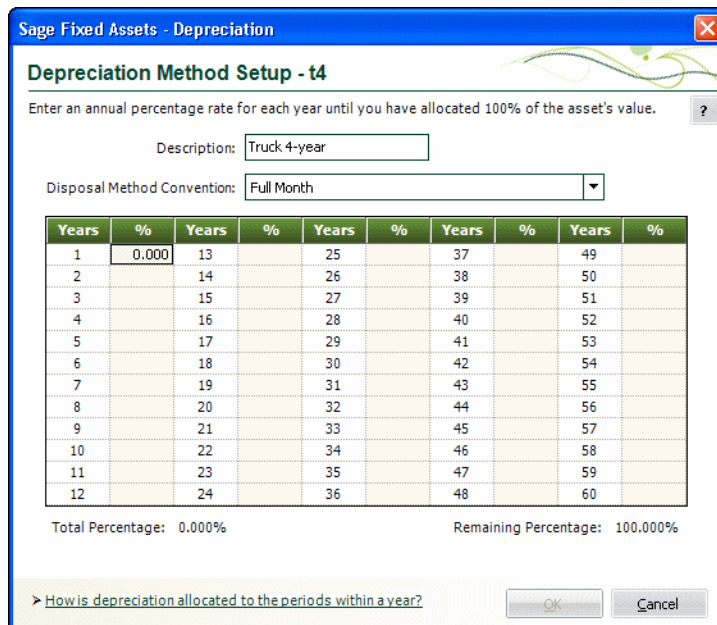 Sage Fixed Assets - Depreciation
Depreciation Method Setup - t4
Enter an annual percentage rate for each year until you have allocated 100% of the asset's value.
?
Description: Truck 4-year
Disposal Method Convention: Full Month
Years % Years % Years % Years % Years %
1 0.000 13 25 37 49
2 14 26 38 50
3 15 27 39 51
4 16 28 40 52
5 17 29 41 53
6 18 30 42 54
7 19 31 43 55
8 20 32 44 56
9 21 33 45 57
10 22 34 46 58
11 23 35 47 59
12 24 36 48 60
Total Percentage: 0.000% Remaining Percentage: 100.000%
➤ How is depreciation allocated to the periods within a year? OK Cancel